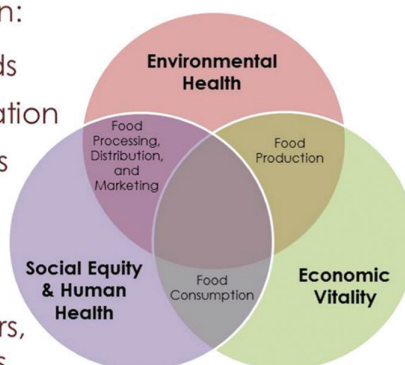 n:
ds
ation
s
rs,
s
Environmental
Health
Food
Processing,
Distribution,
and
Marketing
Food
Production
Social Equity
& Human
Health
Food
Consumption
Economic
Vitality